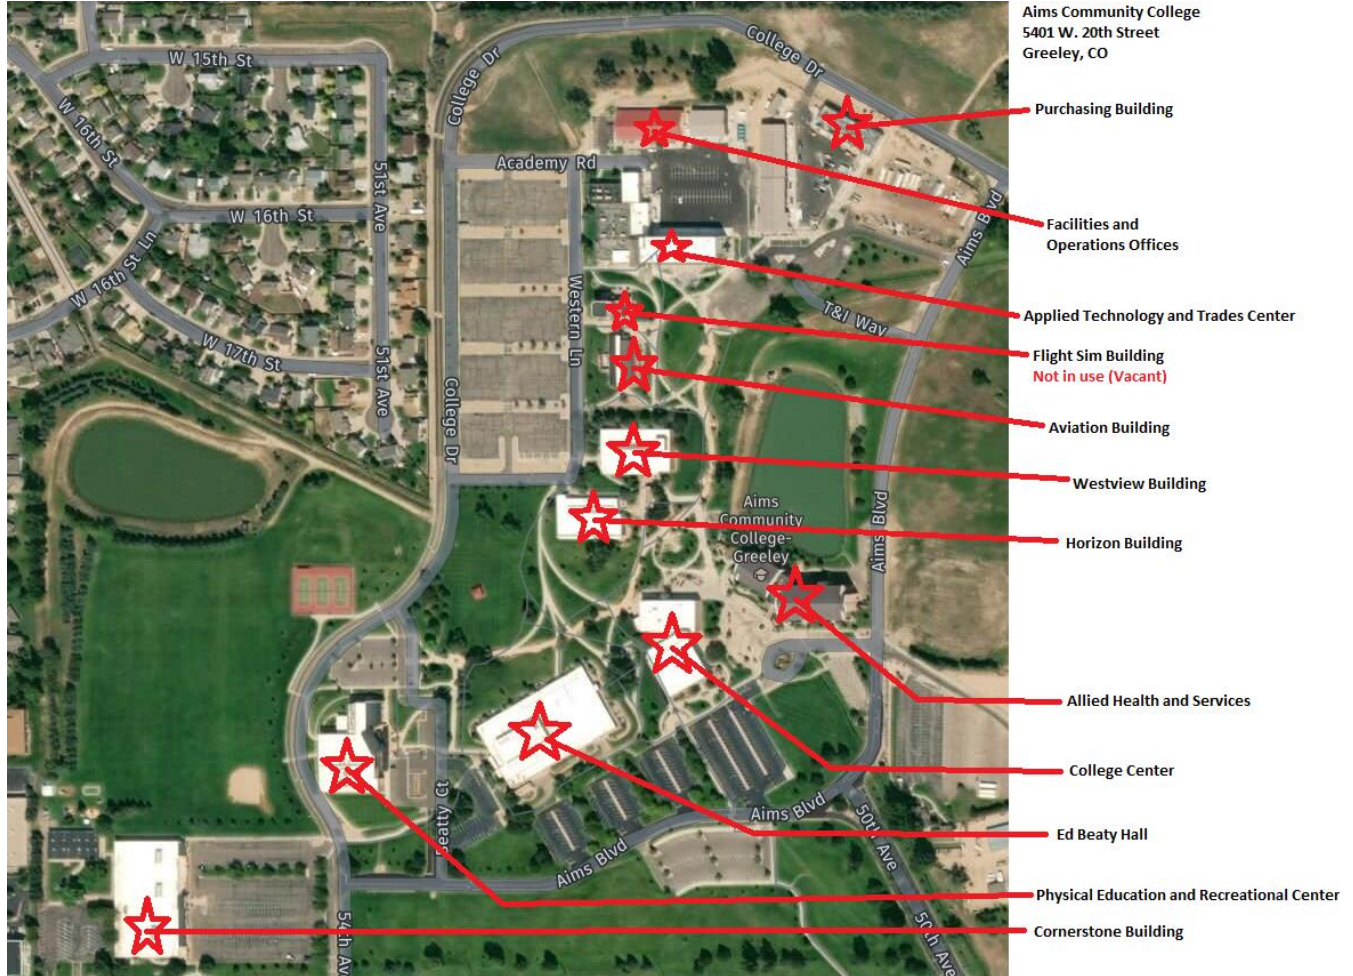 Aims Community College
5401 W. 20th Street
Greeley, CO
Purchasing Building
Facilities and
Operations Offices
Applied Technology and Trades Center
Flight Sim Building
Not in use (Vacant)
Aviation Building
Westview Building
Horizon Building
Allied Health and Services
College Center
Ed Beaty Hall
Physical Education and Recreational Center
Cornerstone Building
W 15th St
W 16th St
51st Ave
W 16th St
W 16th St Ln
W 17th St
51st Ave
College Dr
College Dr
Academy Rd
Western Ln
Aims Blvd
T&I Way
College Dr
Aims
Community
College-
Greeley
Aims Blvd
Beatty Ct
Aims Blvd
Aims Blvd
50th Ave
50th Ave
54th Av